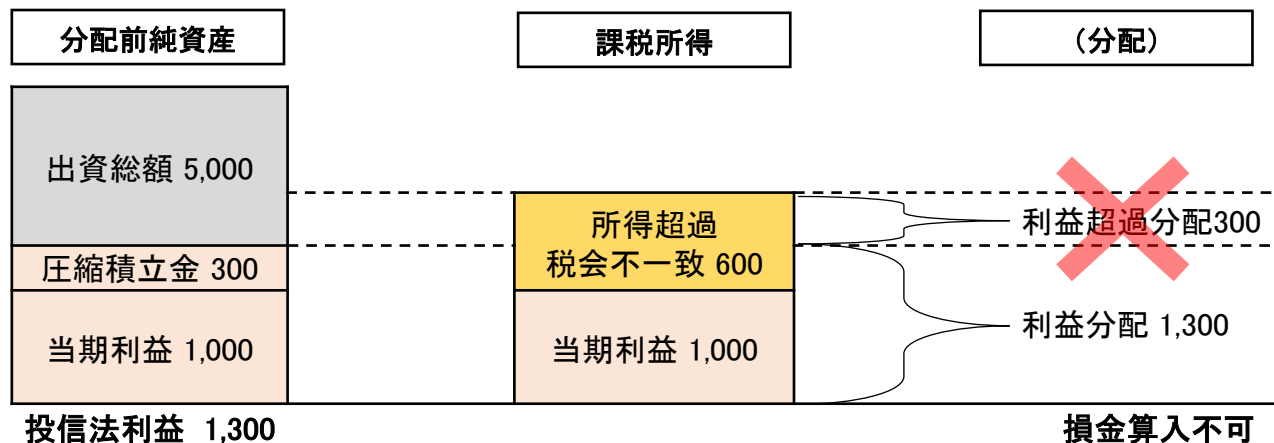 分配前純資産
課税所得
(分配)
出資総額 5,000
圧縮積立金 300
当期利益 1,000
投信法利益 1,300
所得超過
税会不一致 600
当期利益 1,000
利益超過分配300
利益分配 1,300
損金算入不可